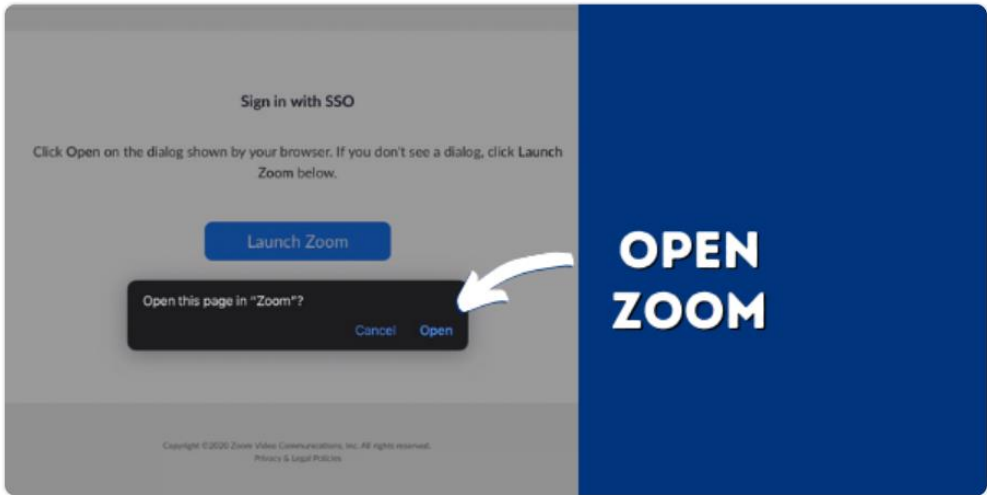 Sign in with SSO
Click Open on the dialog shown by your browser. If you don't see a dialog, click Launch
Zoom below.
Launch Zoom
Open this page in “Zoom”?
Cancel Open
Copyright ©2020 Zoom Video Communications, Inc. All rights reserved.
Privacy & Legal Policies
OPEN
ZOOM